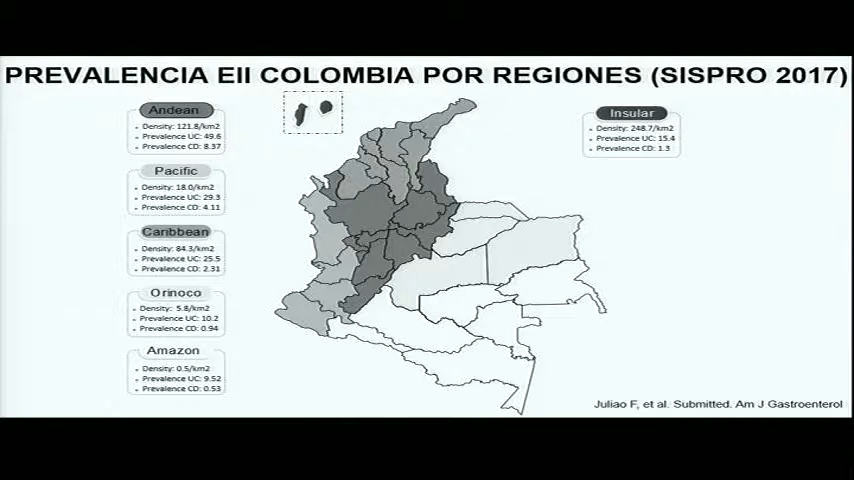 PREVALENCIA EII COLOMBIA POR REGIONES (SISPRO 2017)
Andean
Density: 121.8/km2
Prevalence UC: 49.6
Prevalence CD: 8.37
Pacific
Density: 18.0/km2
Prevalence UC: 29.3
Prevalence CD: 4.11
Caribbean
Density: 84.3/km2
Prevalence UC: 25.5
Prevalence CD: 2.31
Orinoco
Density: 5.8/km2
Prevalence UC: 10.2
Prevalence CD: 0.94
Amazon
Density: 0.5/km2
Prevalence UC: 9.52
Prevalence CD: 0.53
Insular
Density: 248.7/km2
Prevalence UC: 15.4
Prevalence CD: 1.3
Juliao F, et al. Submitted. Am J Gastroenterol